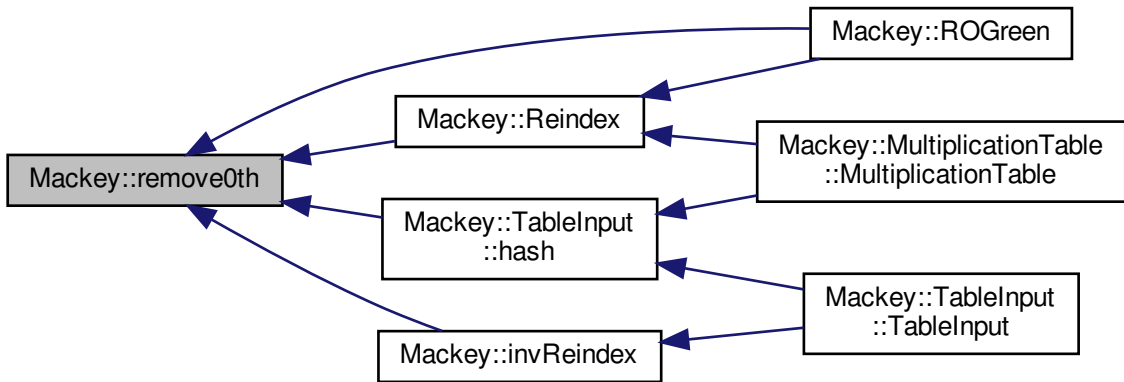 Mackey::remove0th
Mackey::ROGreen
Mackey::Reindex
Mackey::MultiplicationTable
::MultiplicationTable
Mackey::TableInput
::hash
Mackey::TableInput
::TableInput
Mackey::invReindex